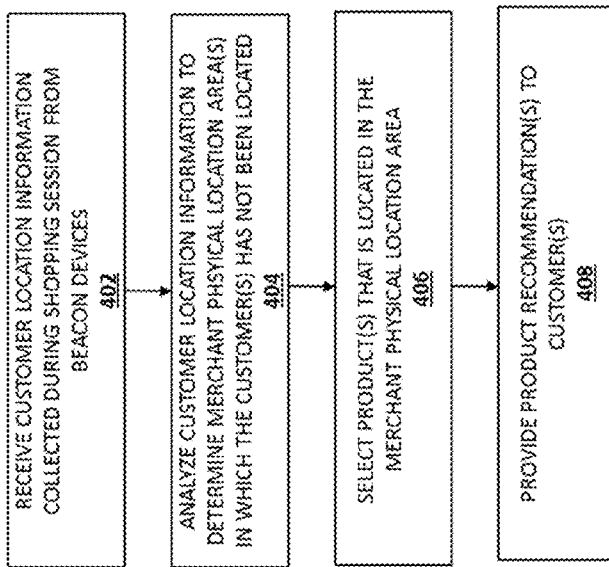 RECEIVE CUSTOMER LOCATION INFORMATION
COLLECTED DURING SHOPPING SESSION FROM
BEACON DEVICES
402
ANALYZE CUSTOMER LOCATION INFORMATION TO
DETERMINE MERCHANT PHSYICAL LOCATION AREA(S)
IN WHICH THE CUSTOMER(S) HAS NOT BEEN LOCATED
404
SELECT PRODUCT(S) THAT IS LOCATED IN THE
MERCHANT PHYSICAL LOCATION AREA
406
PROVIDE PRODUCT RECOMMENDATION(S) TO
CUSTOMER(S)
408